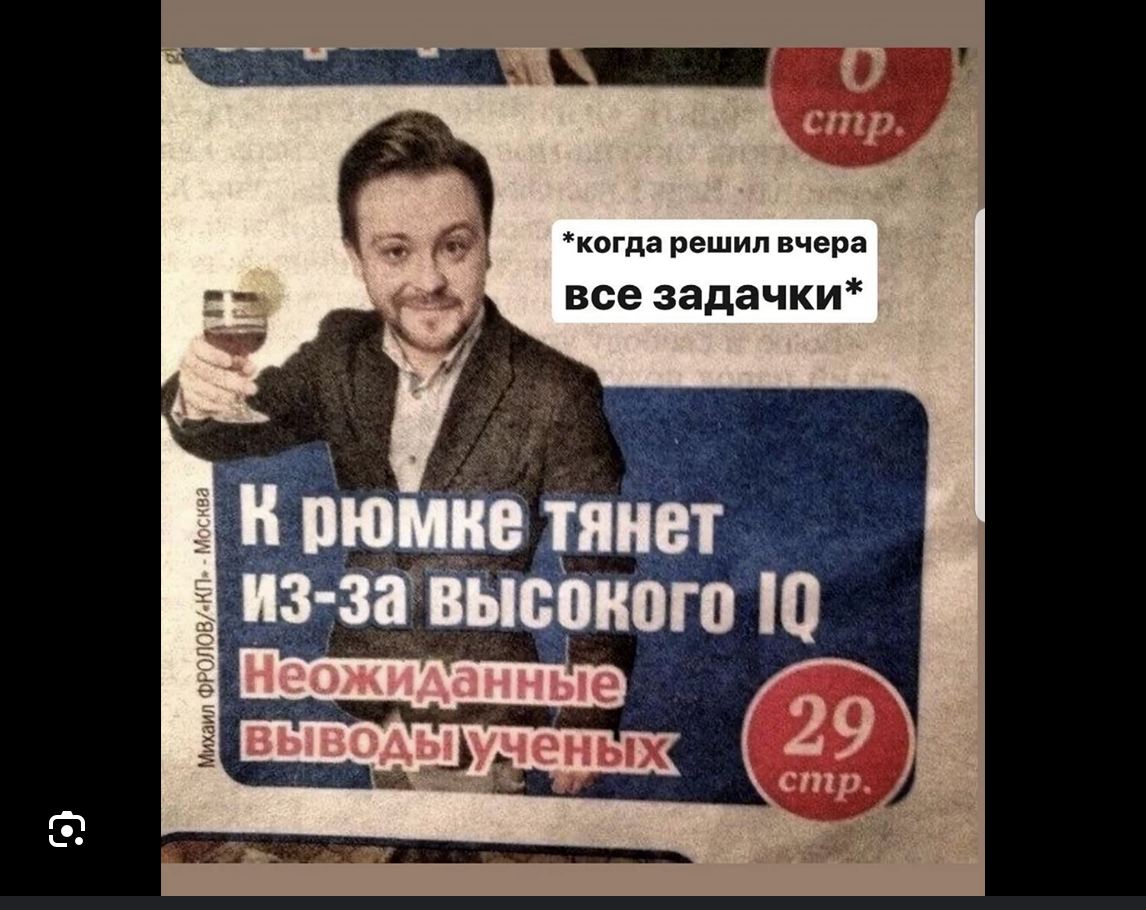 6
стр.
*когда решил вчера
все задачки*
К рюмке тянет
из-за высокого IQ
Неожиданные
выводы ученых
29
стр.
Михаил ФРОЛОВ/«КП» - Москва